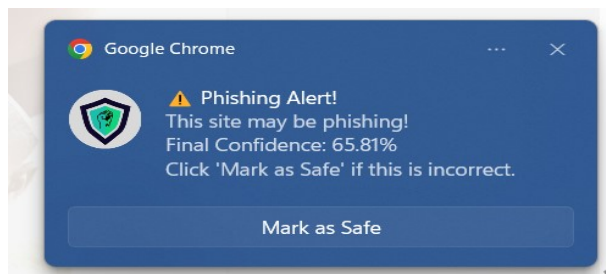 Google Chrome
Phishing Alert!
This site may be phishing!
Final Confidence: 65.81%
Click 'Mark as Safe' if this is incorrect.
Mark as Safe